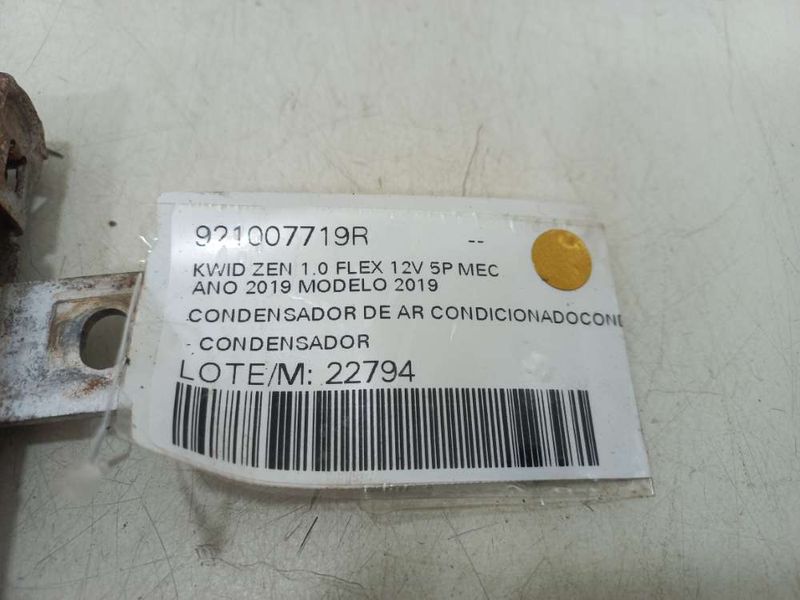 921007719R --
KWID ZEN 1.0 FLEX 12V 5P MEC
ANO 2019 MODELO 2019
CONDENSADOR DE AR CONDICIONADOCOND
- CONDENSADOR
LOTE/M: 22794